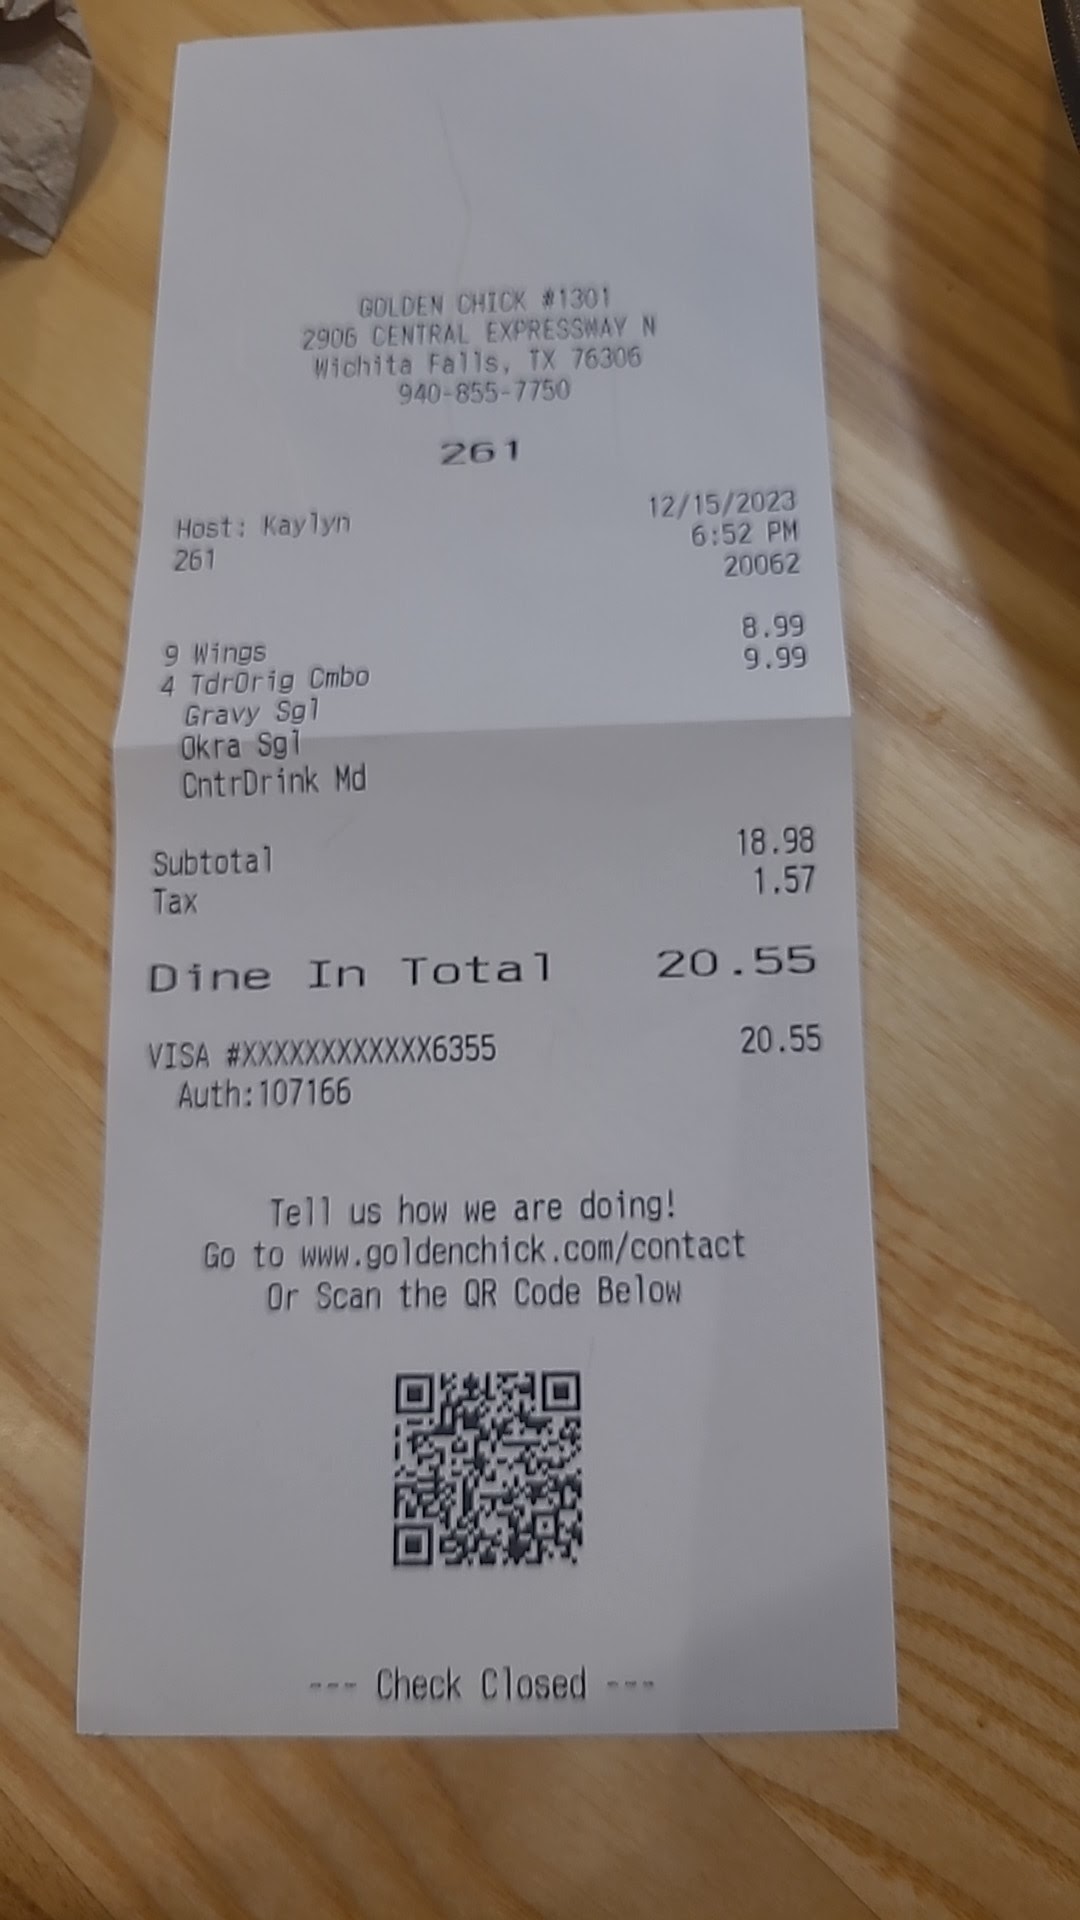 GOLDEN CHICK #1301
2906 CENTRAL EXPRESSWAY N
Wichita Falls, TX 76306
940-855-7750
261
Host: Kaylyn 12/15/2023
261 6:52 PM
20062
9 Wings 8.99
4 TdrOrig Cmbo 9.99
Gravy Sgl
Okra Sgl
CntrDrink Md
Subtotal 18.98
Tax 1.57
Dine In Total 20.55
VISA #XXXXXXXXXXXX6355 20.55
Auth:107166
Tell us how we are doing!
Go to www.goldenchick.com/contact
Or Scan the QR Code Below
--- Check Closed ---